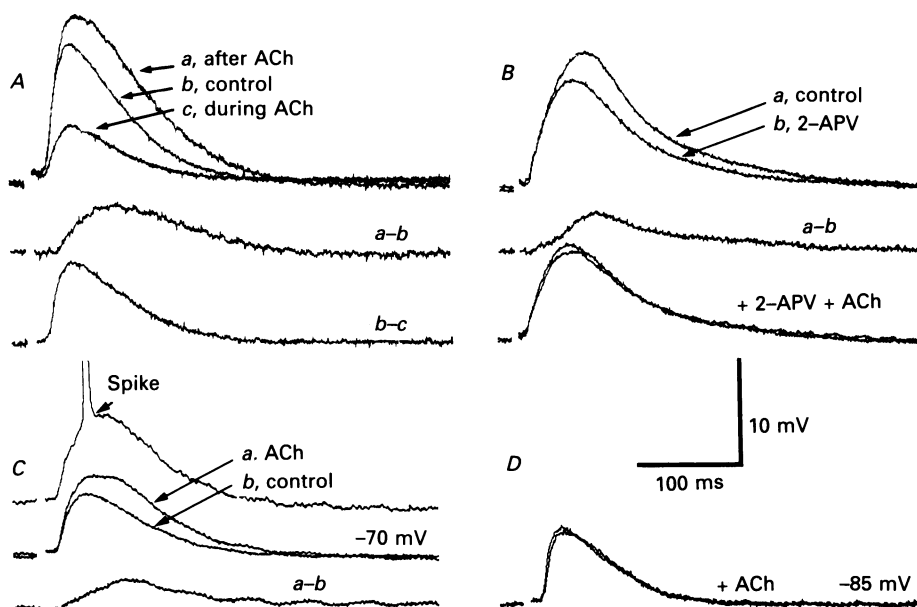 A
a, after ACh
b, control
c, during ACh
a–b
b–c
B
a, control
b, 2–APV
a–b
+ 2–APV + ACh
C
Spike
a. ACh
b, control
–70 mV
a–b
10 mV
100 ms
D
+ ACh
–85 mV